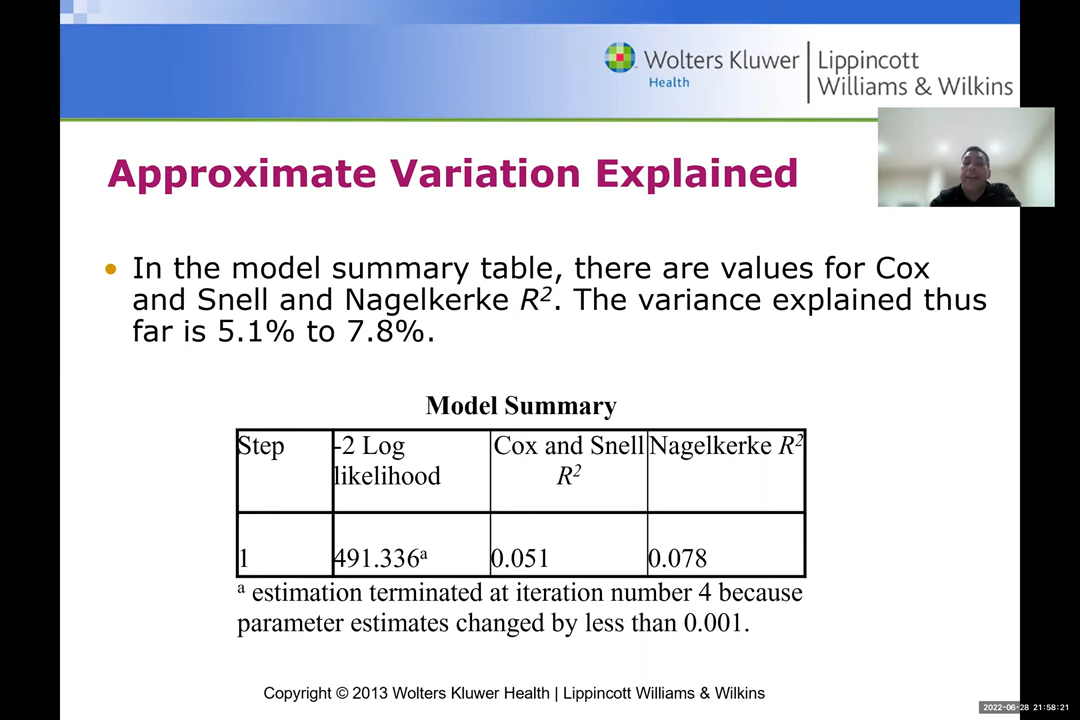 Wolters Kluwer
Health
Lippincott
Williams & Wilkins
Approximate Variation Explained
• In the model summary table, there are values for Cox
and Snell and Nagelkerke R². The variance explained thus
far is 5.1% to 7.8%.
Model Summary
Step -2 Log likelihood Cox and Snell R² Nagelkerke R²
1 491.336ᵃ 0.051 0.078
ᵃ estimation terminated at iteration number 4 because
parameter estimates changed by less than 0.001.
Copyright © 2013 Wolters Kluwer Health | Lippincott Williams & Wilkins
2022-06-28 21:58:21